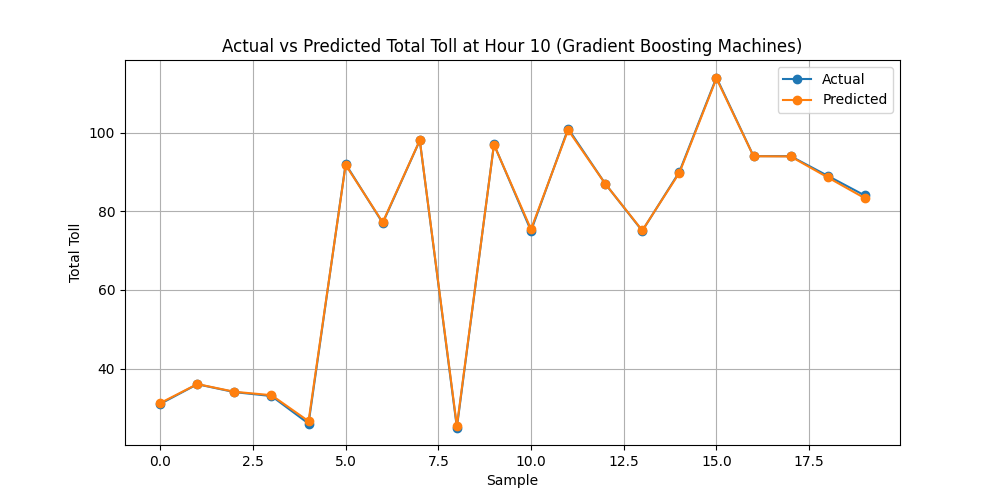 Actual vs Predicted Total Toll at Hour 10 (Gradient Boosting Machines)
Actual
Predicted
100
80
60
40
Total Toll
0.0 2.5 5.0 7.5 10.0 12.5 15.0 17.5
Sample